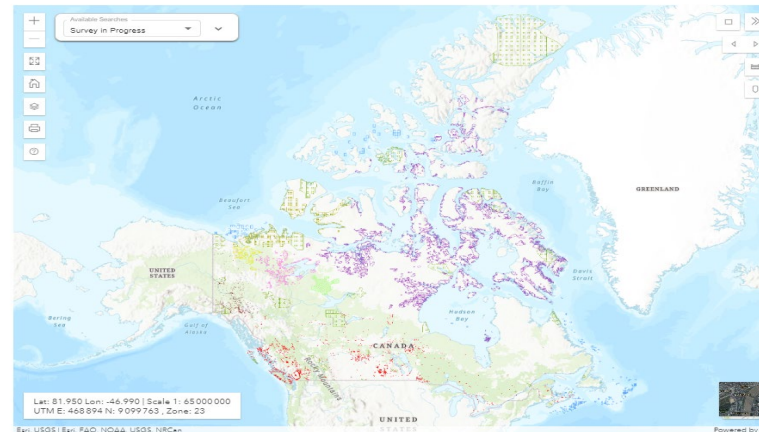 Available Searches
Survey in Progress
Arctic
Ocean
Beaufort
Sea
Baffin
Bay
GREENLAND
UNITED
STATES
Davis
Strait
Bering
Sea
Gulf of
Alaska
Hudson
Bay
CANADA
Rocky Mountains
Lat: 81.950 Lon: -46.990 | Scale 1: 65000000
UTM E: 468894 N: 9099763 , Zone: 23
UNITED
STATES
Esri, USGS | Esri, FAO, NOAA, USGS, NRCan
Powered by